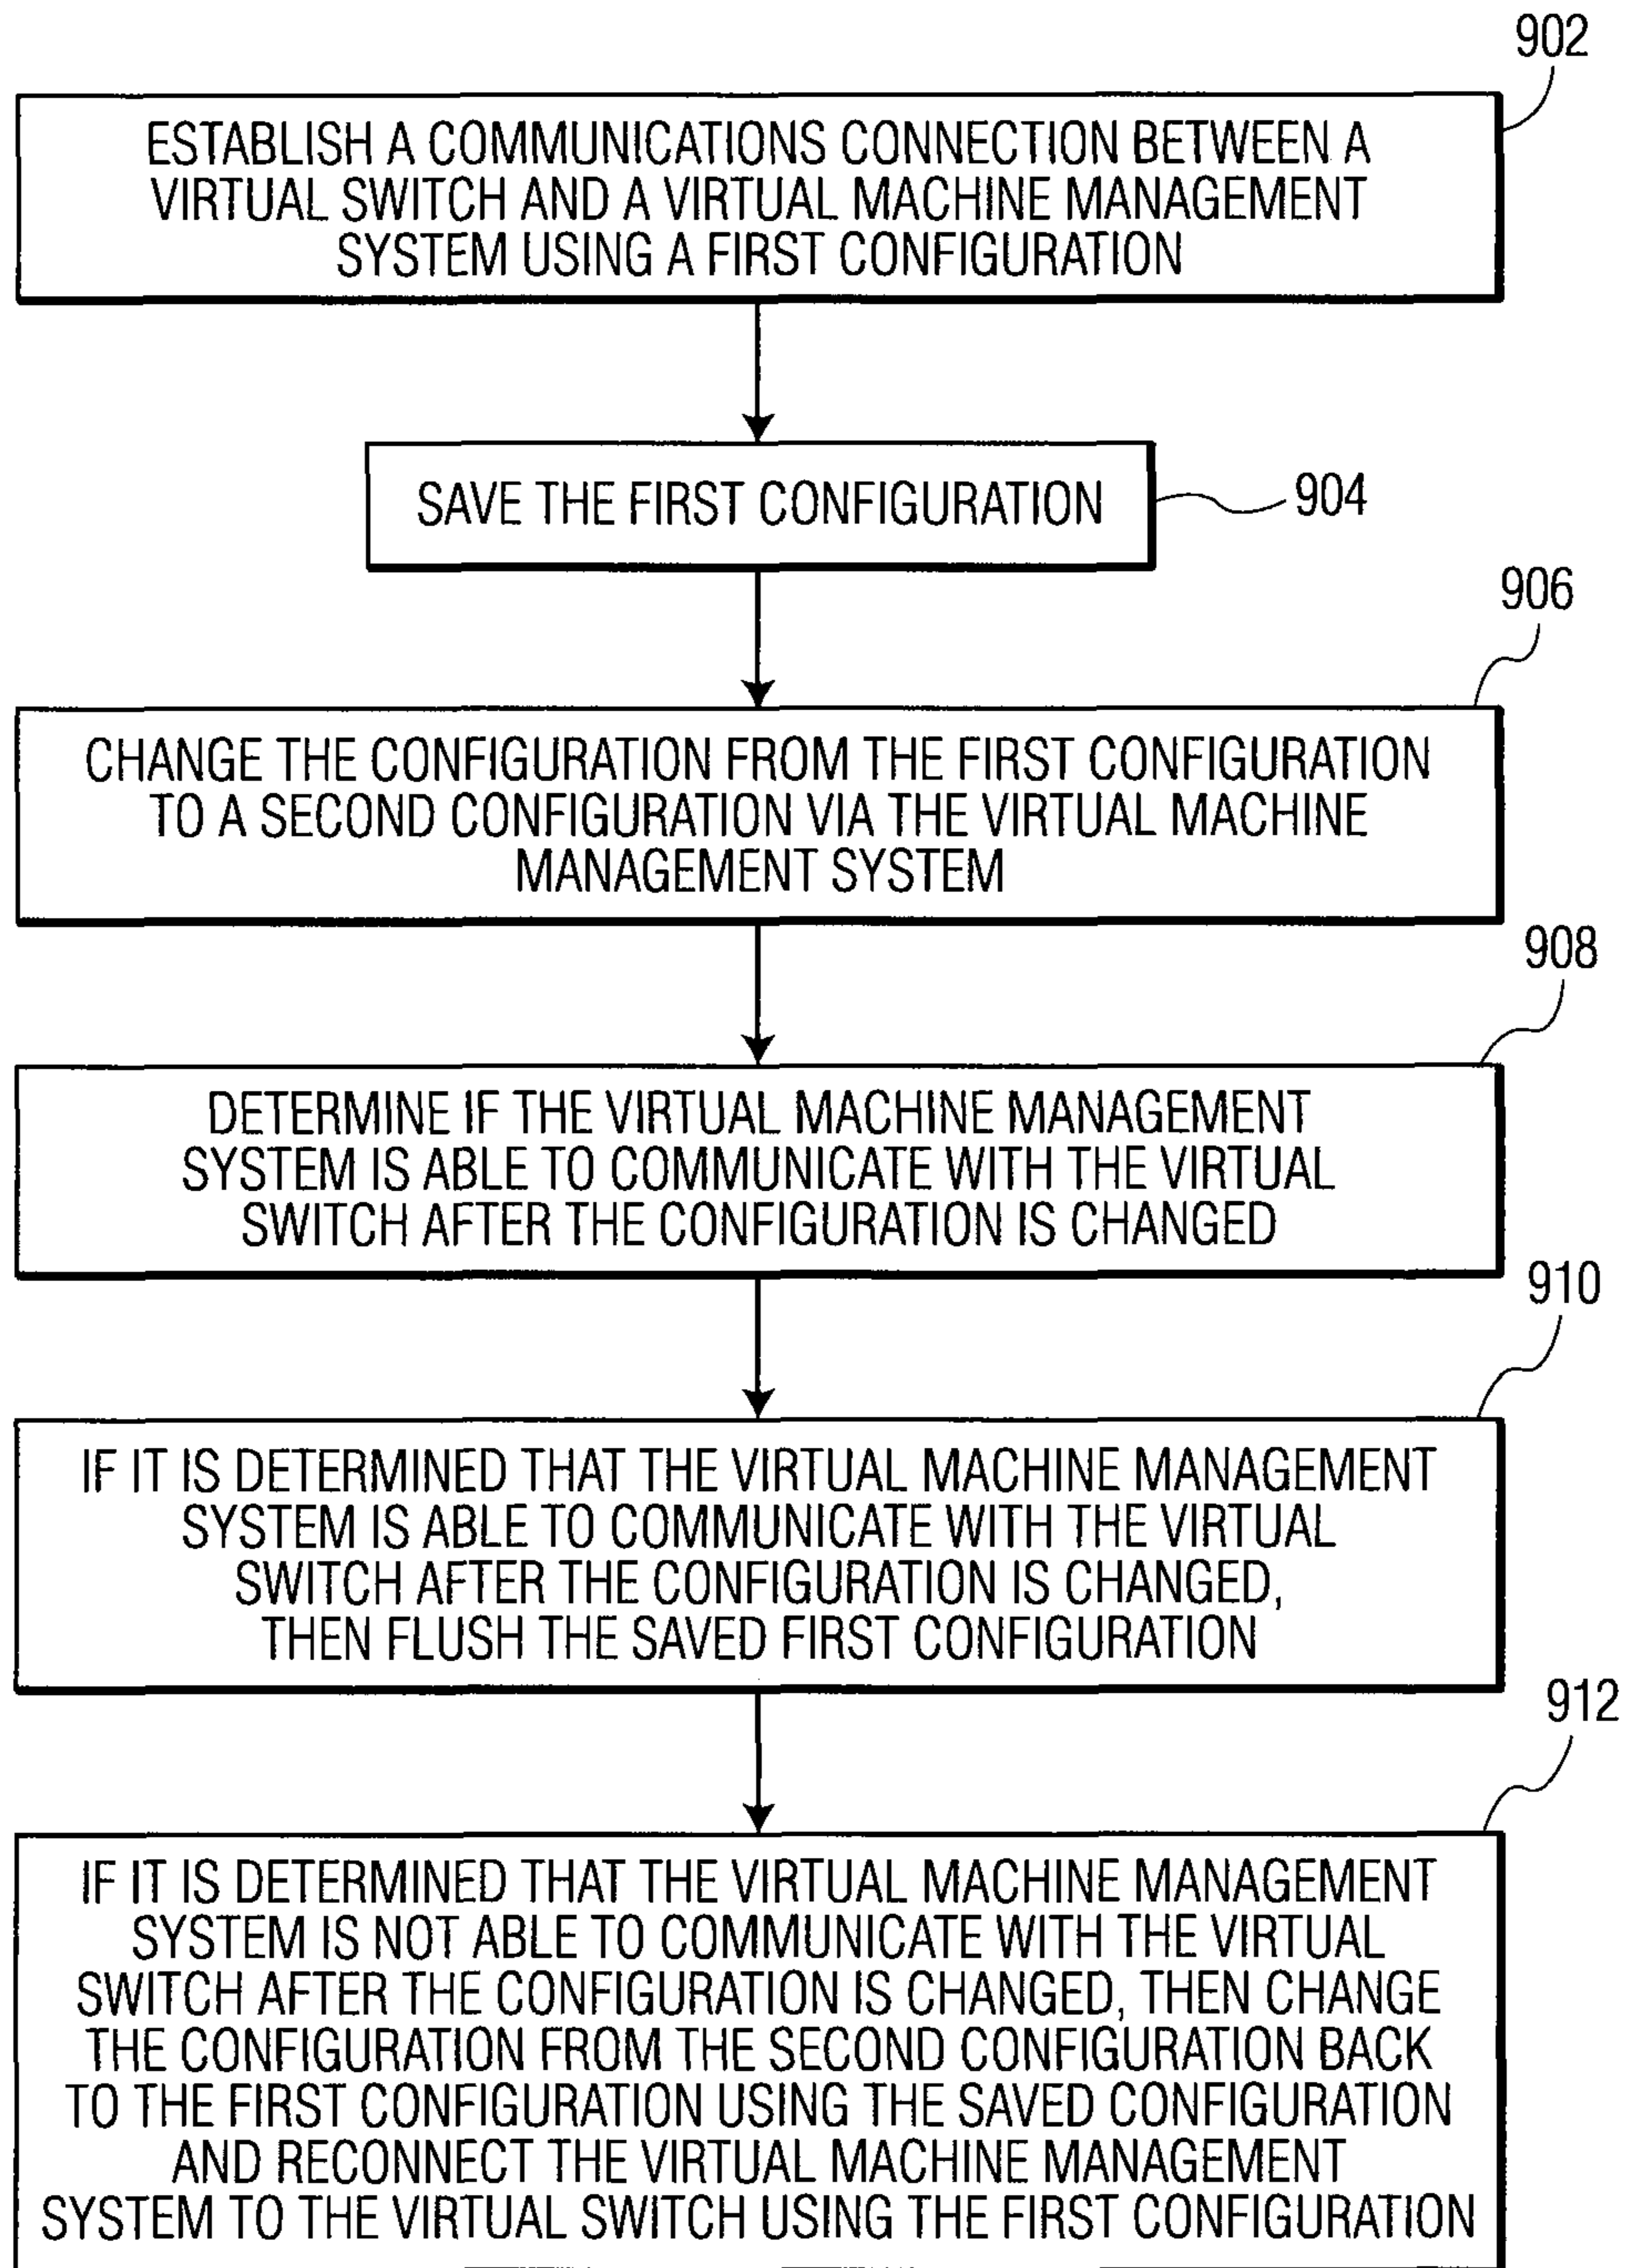 902
ESTABLISH A COMMUNICATIONS CONNECTION BETWEEN A
VIRTUAL SWITCH AND A VIRTUAL MACHINE MANAGEMENT
SYSTEM USING A FIRST CONFIGURATION
SAVE THE FIRST CONFIGURATION
904
906
CHANGE THE CONFIGURATION FROM THE FIRST CONFIGURATION
TO A SECOND CONFIGURATION VIA THE VIRTUAL MACHINE
MANAGEMENT SYSTEM
908
DETERMINE IF THE VIRTUAL MACHINE MANAGEMENT
SYSTEM IS ABLE TO COMMUNICATE WITH THE VIRTUAL
SWITCH AFTER THE CONFIGURATION IS CHANGED
910
IF IT IS DETERMINED THAT THE VIRTUAL MACHINE MANAGEMENT
SYSTEM IS ABLE TO COMMUNICATE WITH THE VIRTUAL
SWITCH AFTER THE CONFIGURATION IS CHANGED,
THEN FLUSH THE SAVED FIRST CONFIGURATION
912
IF IT IS DETERMINED THAT THE VIRTUAL MACHINE MANAGEMENT
SYSTEM IS NOT ABLE TO COMMUNICATE WITH THE VIRTUAL
SWITCH AFTER THE CONFIGURATION IS CHANGED, THEN CHANGE
THE CONFIGURATION FROM THE SECOND CONFIGURATION BACK
TO THE FIRST CONFIGURATION USING THE SAVED CONFIGURATION
AND RECONNECT THE VIRTUAL MACHINE MANAGEMENT
SYSTEM TO THE VIRTUAL SWITCH USING THE FIRST CONFIGURATION